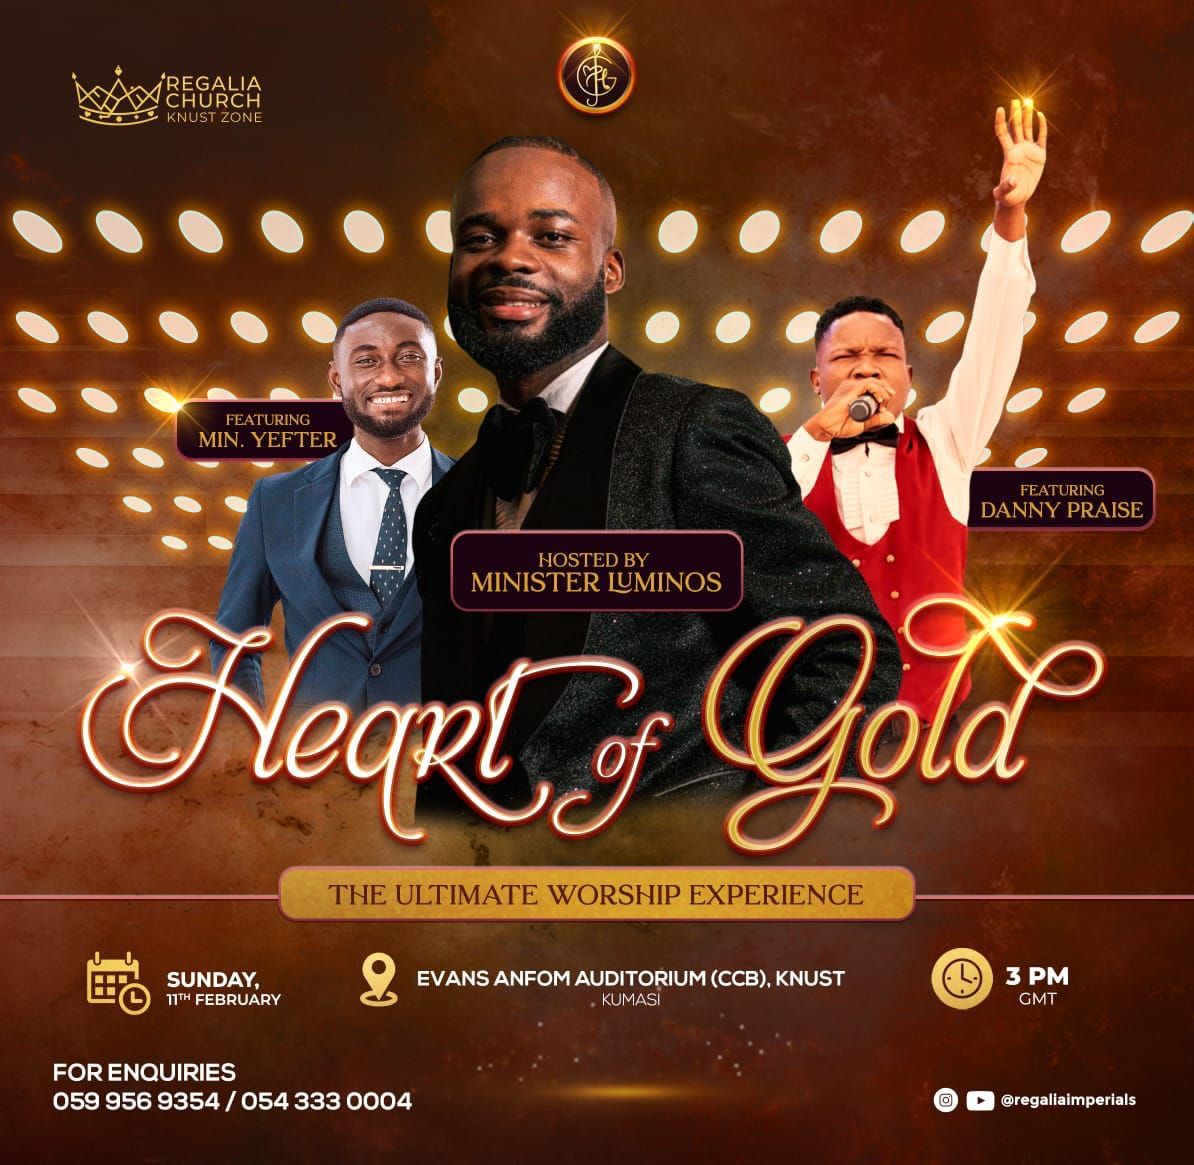 REGALIA
CHURCH
KNUST ZONE
FEATURING
MIN. YEFTER
FEATURING
DANNY PRAISE
HOSTED BY
MINISTER LUMINOS
Heart of Gold
THE ULTIMATE WORSHIP EXPERIENCE
SUNDAY,
11TH FEBRUARY
EVANS ANFOM AUDITORIUM (CCB), KNUST
KUMASI
3 PM
GMT
FOR ENQUIRIES
059 956 9354 / 054 333 0004
@regaliaimperials